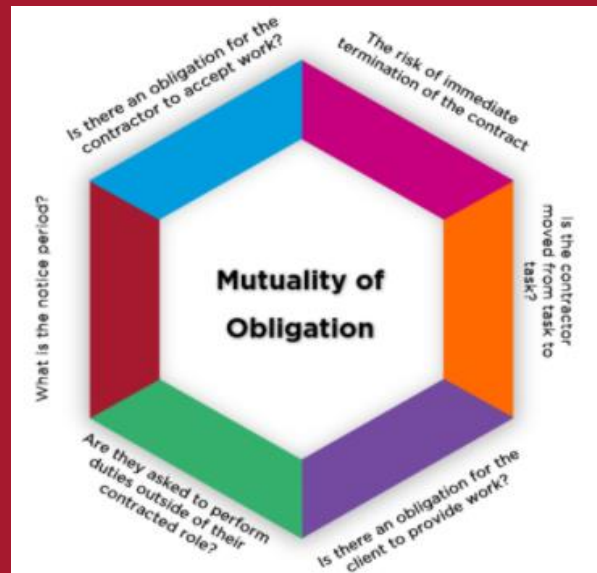 Is there an obligation for the
contractor to accept work?
The risk of immediate
termination of the contract
Is the contractor
moved from task to
task?
Is there an obligation for the
client to provide work?
Are they asked to perform
duties outside of their
contracted role?
What is the notice period?
Mutuality of
Obligation